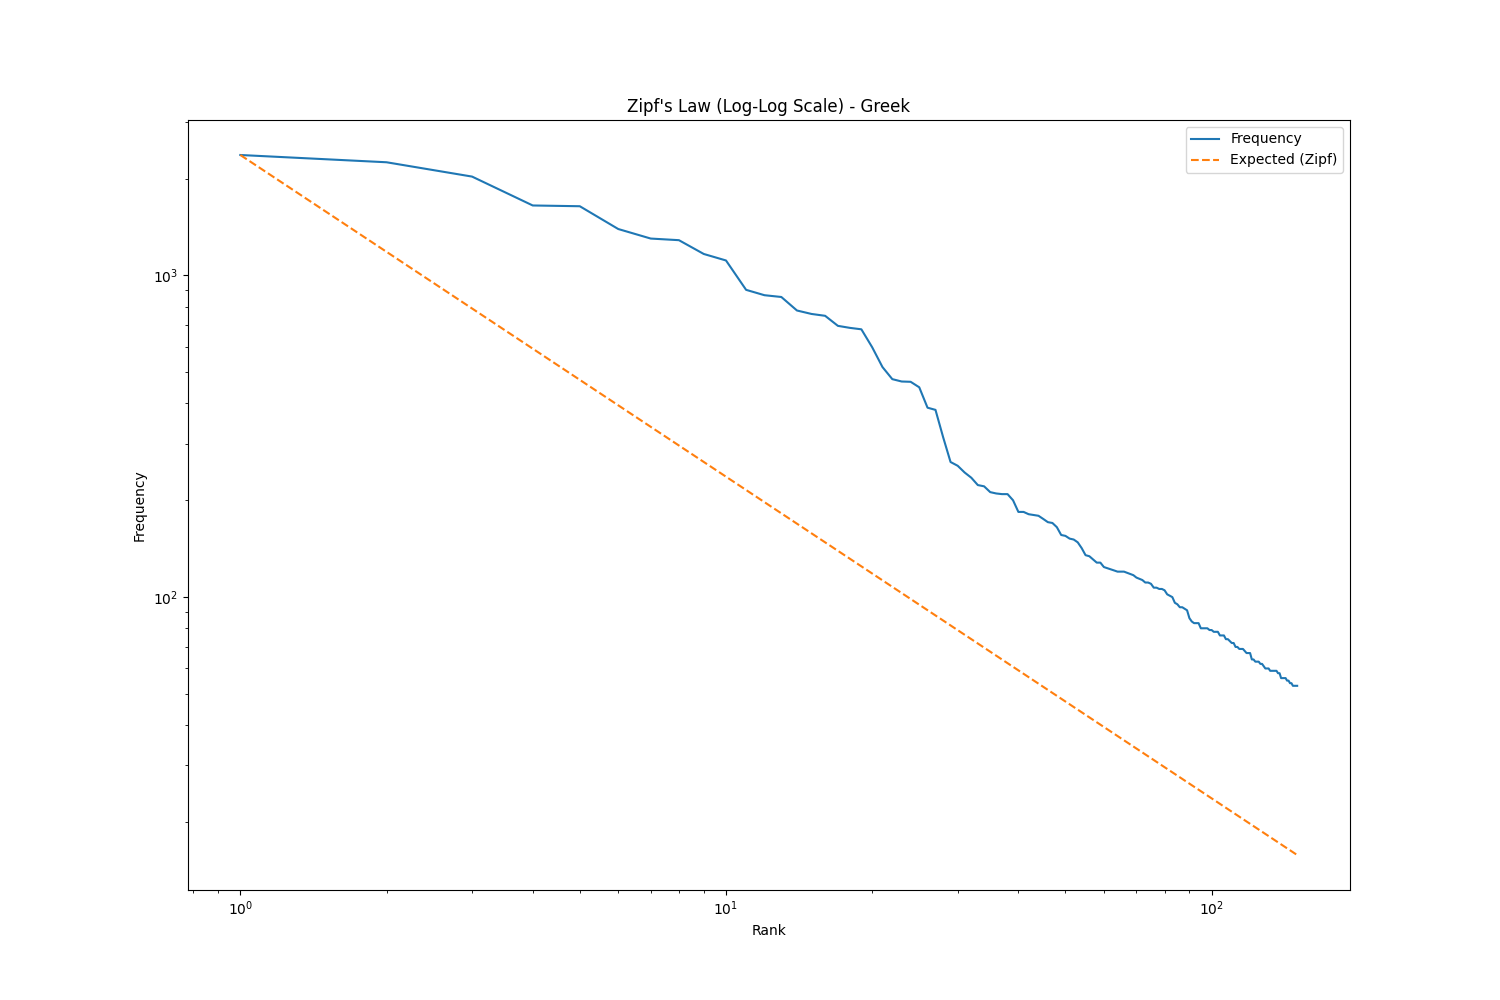 Zipf's Law (Log-Log Scale) - Greek
Frequency
Expected (Zipf)
Frequency
10³
10²
10⁰
10¹
10²
Rank